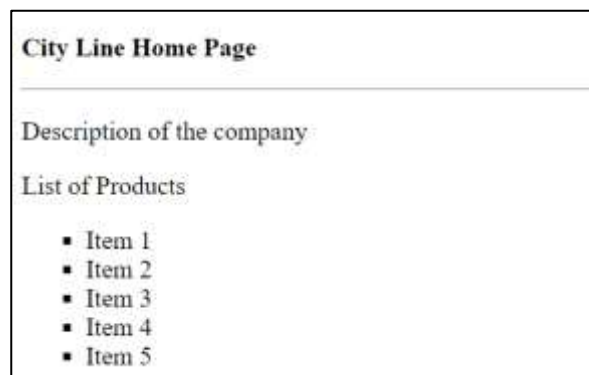 City Line Home Page
Description of the company
List of Products
▪ Item 1
▪ Item 2
▪ Item 3
▪ Item 4
▪ Item 5